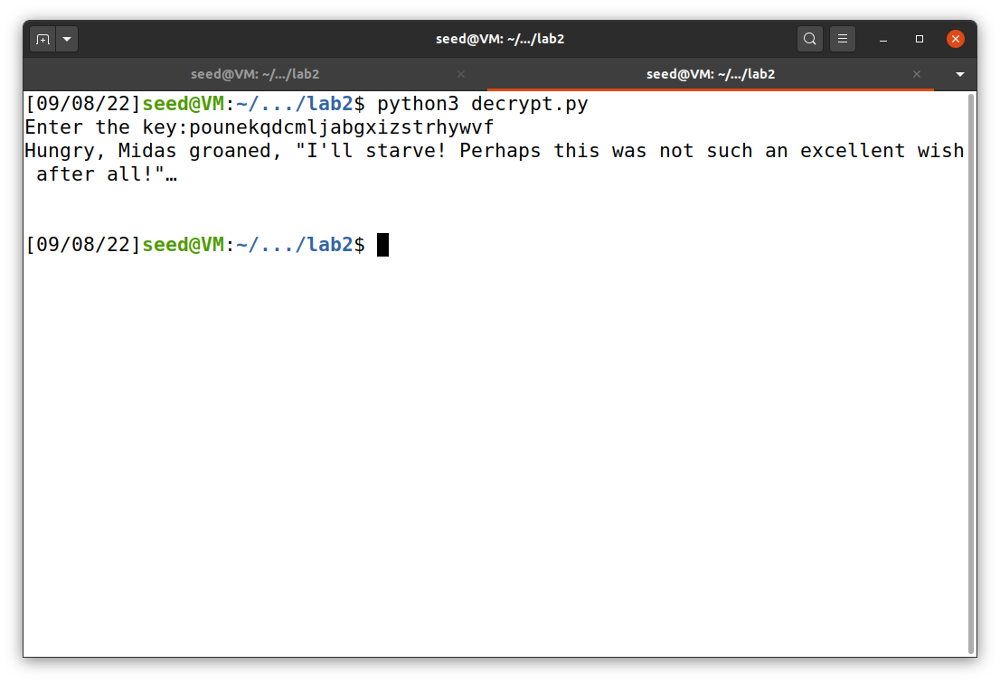 seed@VM: ~/.../lab2
seed@VM: ~/.../lab2 seed@VM: ~/.../lab2
[09/08/22]seed@VM:~/.../lab2$ python3 decrypt.py
Enter the key:pounekqdcmljabgxizstrhywvf
Hungry, Midas groaned, "I'll starve! Perhaps this was not such an excellent wish
 after all!"…
[09/08/22]seed@VM:~/.../lab2$